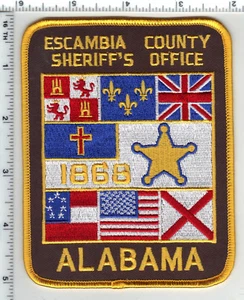 ESCAMBIA COUNTY
SHERIFF'S OFFICE
1868
ALABAMA